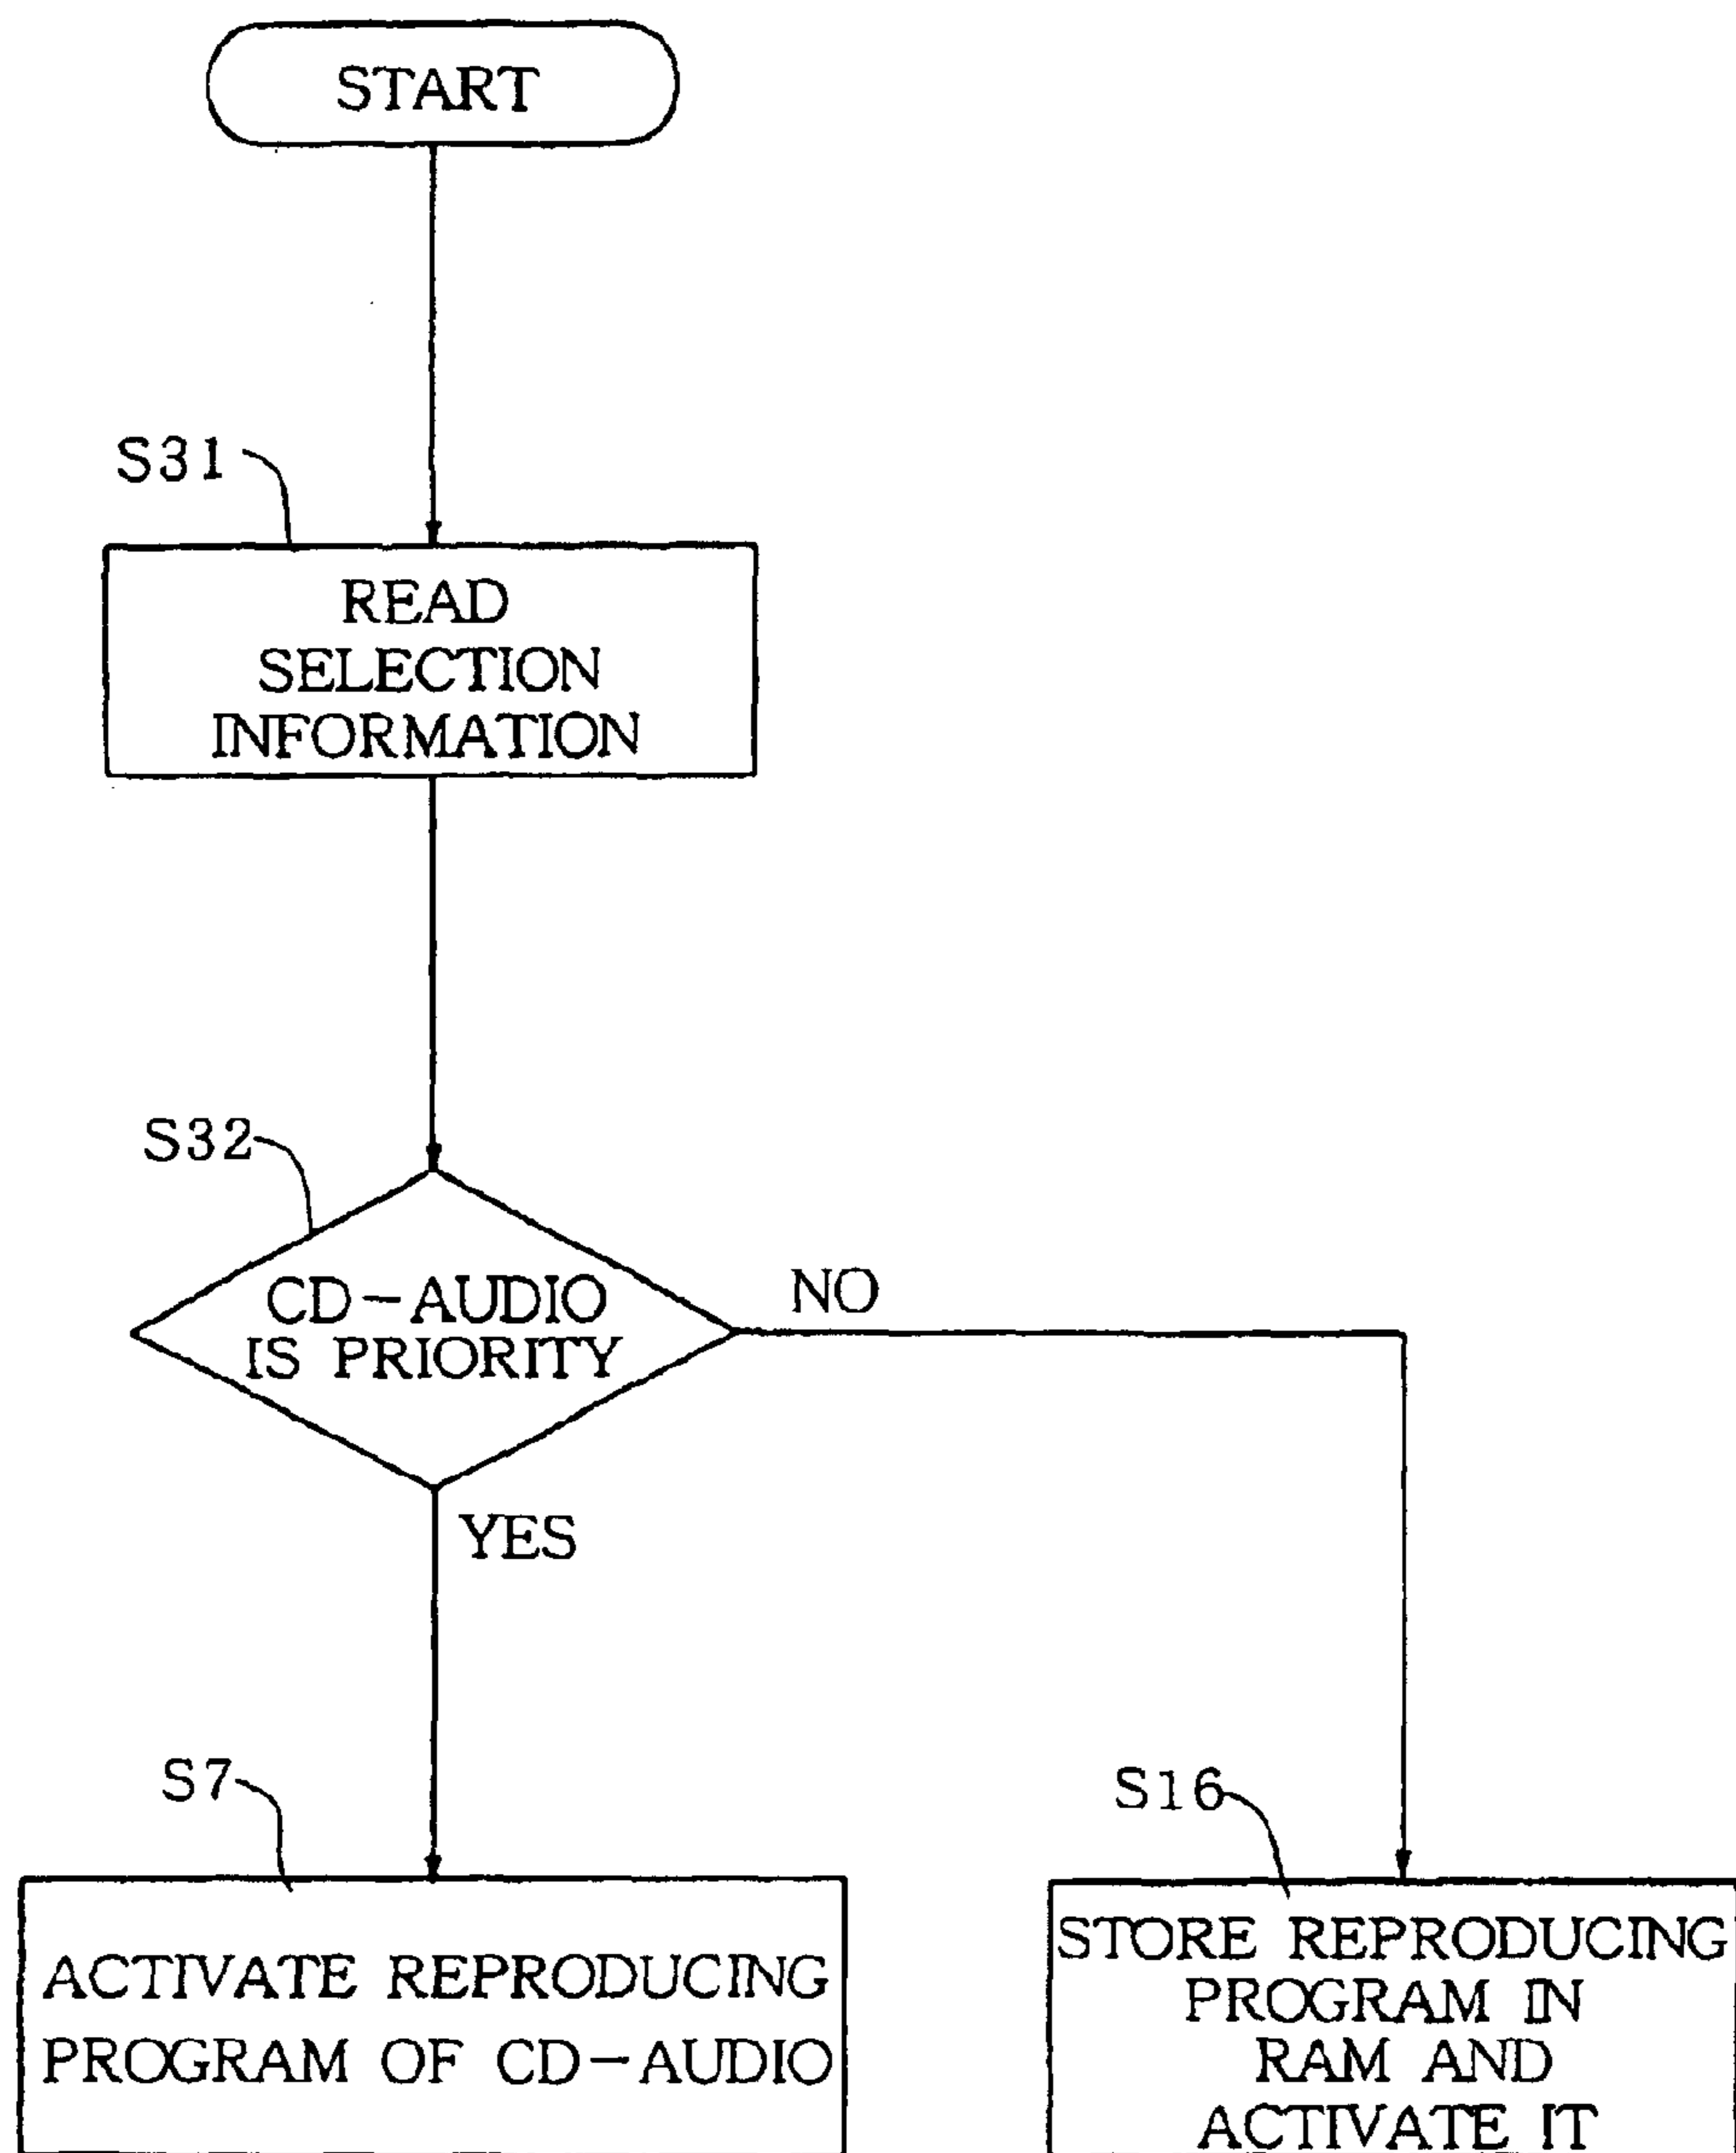 START
S31
READ
SELECTION
INFORMATION
S32
CD-AUDIO
IS PRIORITY
NO
YES
S7
ACTIVATE REPRODUCING
PROGRAM OF CD-AUDIO
S16
STORE REPRODUCING
PROGRAM IN
RAM AND
ACTIVATE IT